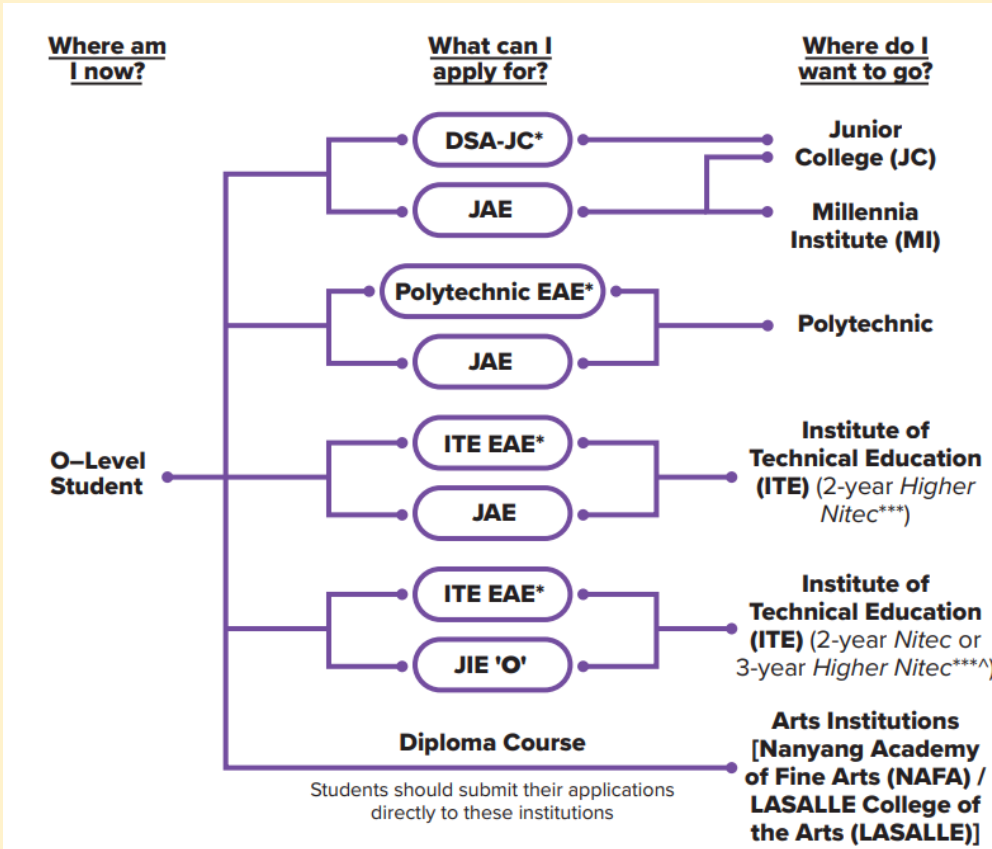 Where am
I now?
What can I
apply for?
Where do I
want to go?
DSA-JC*
JAE
Junior
College (JC)
Millennia
Institute (MI)
Polytechnic EAE*
JAE
Polytechnic
O–Level
Student
ITE EAE*
JAE
Institute of
Technical Education
(ITE) (2-year Higher
Nitec***)
ITE EAE*
JIE 'O'
Institute of
Technical Education
(ITE) (2-year Nitec or
3-year Higher Nitec***^)
Diploma Course
Students should submit their applications
directly to these institutions
Arts Institutions
[Nanyang Academy
of Fine Arts (NAFA) /
LASALLE College of
the Arts (LASALLE)]